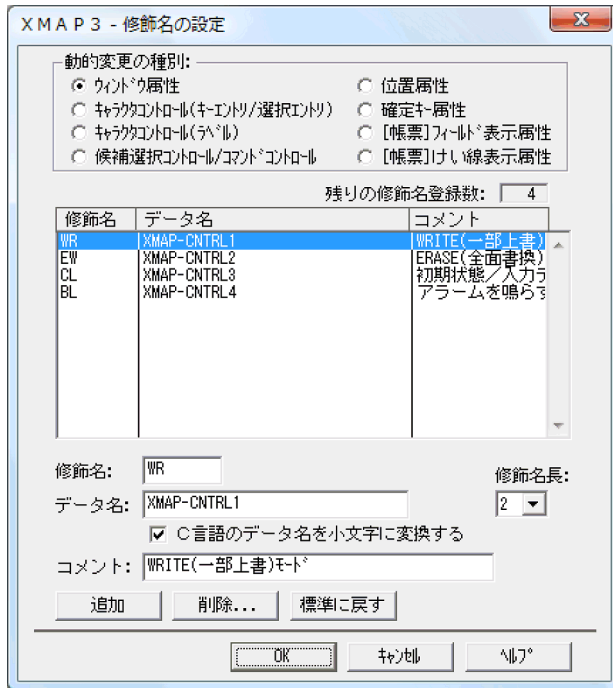 ＸＭＡＰ３-修飾名の設定
動的変更の種別:
ｳｨﾝﾄﾞｳ属性
位置属性
ｷｬﾗｸﾀｺﾝﾄﾛｰﾙ(ｷｰｴﾝﾄﾘ/選択ｴﾝﾄﾘ)
確定ｷｰ属性
ｷｬﾗｸﾀｺﾝﾄﾛｰﾙ(ﾗﾍﾞﾙ)
[帳票]ﾌｨｰﾙﾄﾞ表示属性
候補選択ｺﾝﾄﾛｰﾙ/ｺﾏﾝﾄﾞｺﾝﾄﾛｰﾙ
[帳票]けい線表示属性
残りの修飾名登録数: 4
修飾名 データ名 コメント
WR XMAP-CNTRL1 WRITE(一部上書)
EW XMAP-CNTRL2 ERASE(全面書換)
CL XMAP-CNTRL3 初期状態／入力テ
BL XMAP-CNTRL4 アラームを鳴らす
修飾名: WR
修飾名長:
データ名: XMAP-CNTRL1
2
Ｃ言語のデータ名を小文字に変換する
コメント: WRITE(一部上書)ﾓｰﾄﾞ
追加 削除... 標準に戻す
OK ｷｬﾝｾﾙ ﾍﾙﾌﾟ